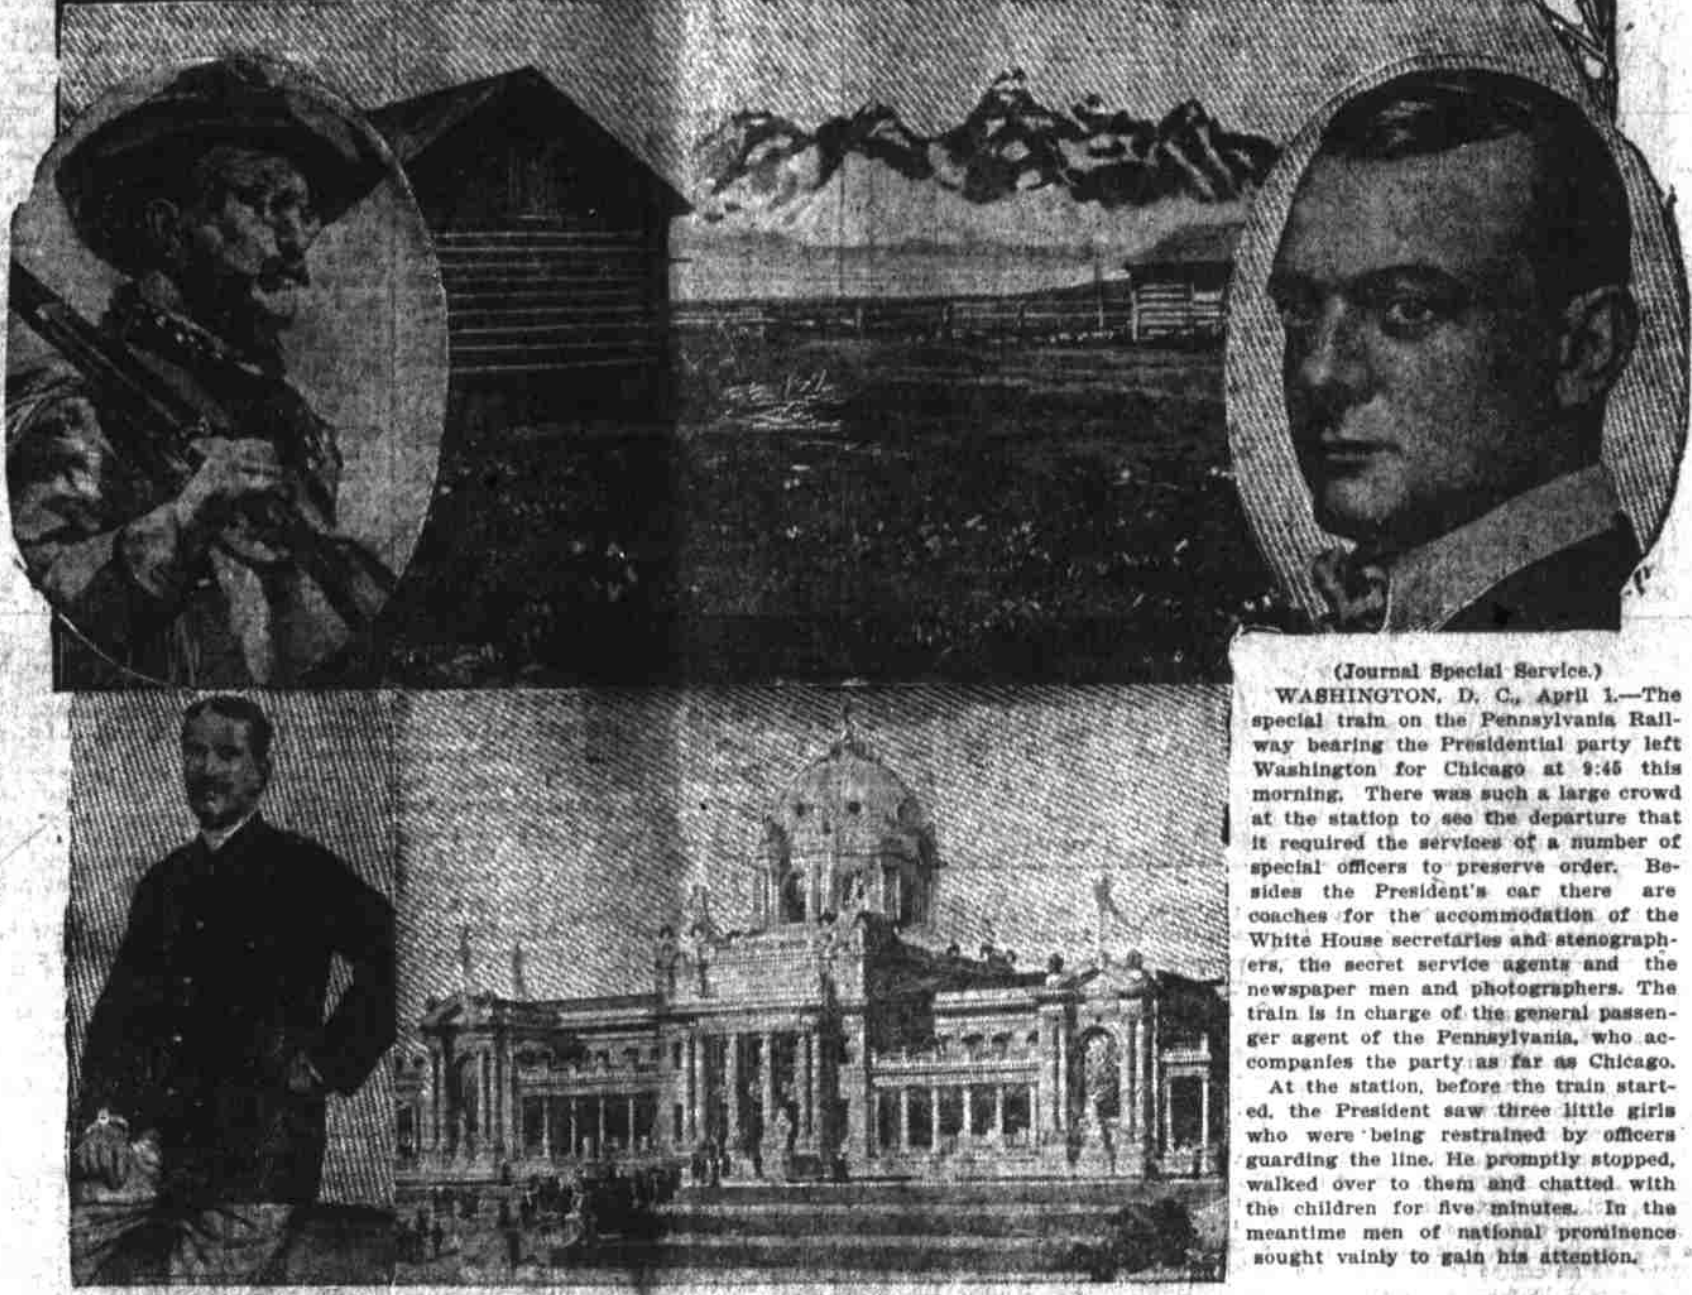 (Journal Special Service.)
WASHINGTON, D. C., April 1.—The
special train on the Pennsylvania Rail-
way bearing the Presidential party left
Washington for Chicago at 9:45 this
morning. There was such a large crowd
at the station to see the departure that
it required the services of a number of
special officers to preserve order. Be-
sides the President's car there are
coaches for the accommodation of the
White House secretaries and stenograph-
ers, the secret service agents and the
newspaper men and photographers. The
train is in charge of the general passen-
ger agent of the Pennsylvania, who ac-
companies the party as far as Chicago.
At the station, before the train start-
ed, the President saw three little girls
who were being restrained by officers
guarding the line. He promptly stopped,
walked over to them and chatted with
the children for five minutes. In the
meantime men of national prominence
sought vainly to gain his attention.